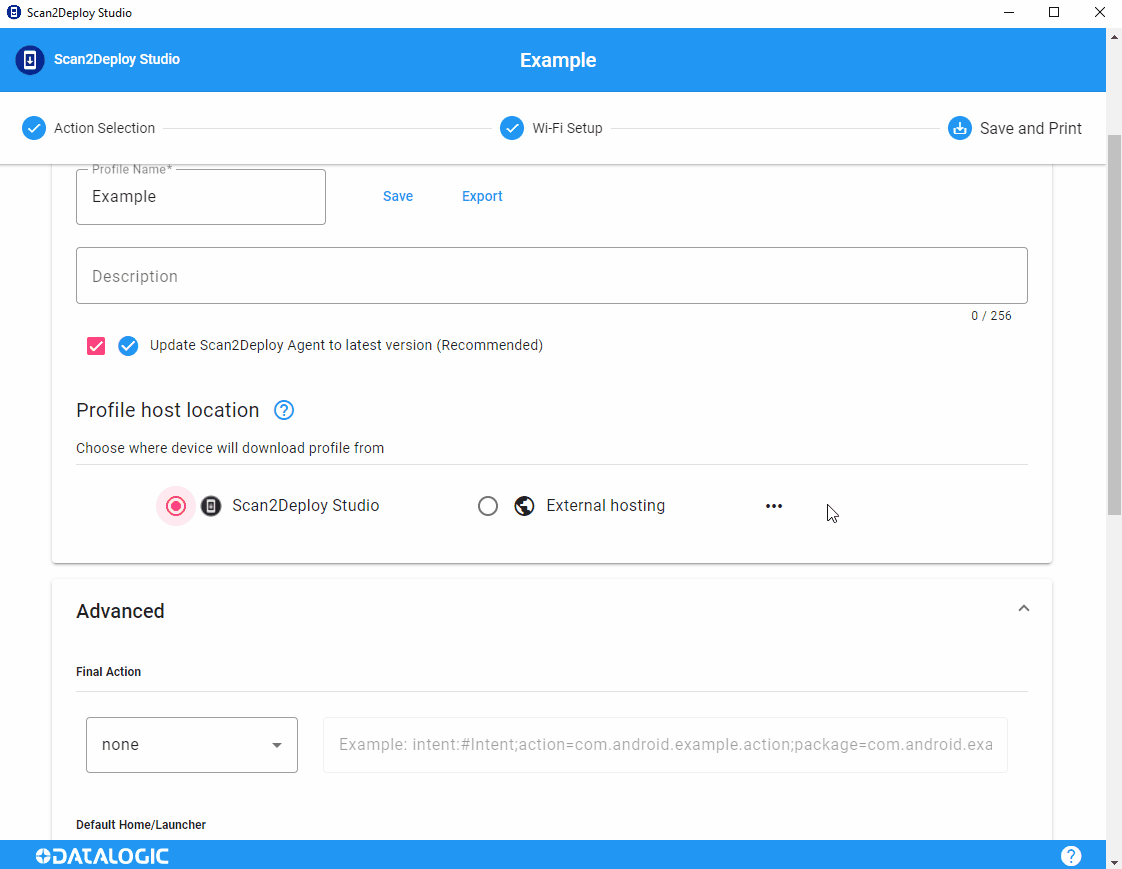 Scan2Deploy Studio
Scan2Deploy Studio
Example
Action Selection
Wi-Fi Setup
Save and Print
Profile Name*
Example
Save
Export
Description
0 / 256
Update Scan2Deploy Agent to latest version (Recommended)
Profile host location
Choose where device will download profile from
Scan2Deploy Studio
External hosting
Advanced
Final Action
none
Example: intent:#Intent;action=com.android.example.action;package=com.android.exa
Default Home/Launcher
DATALOGIC